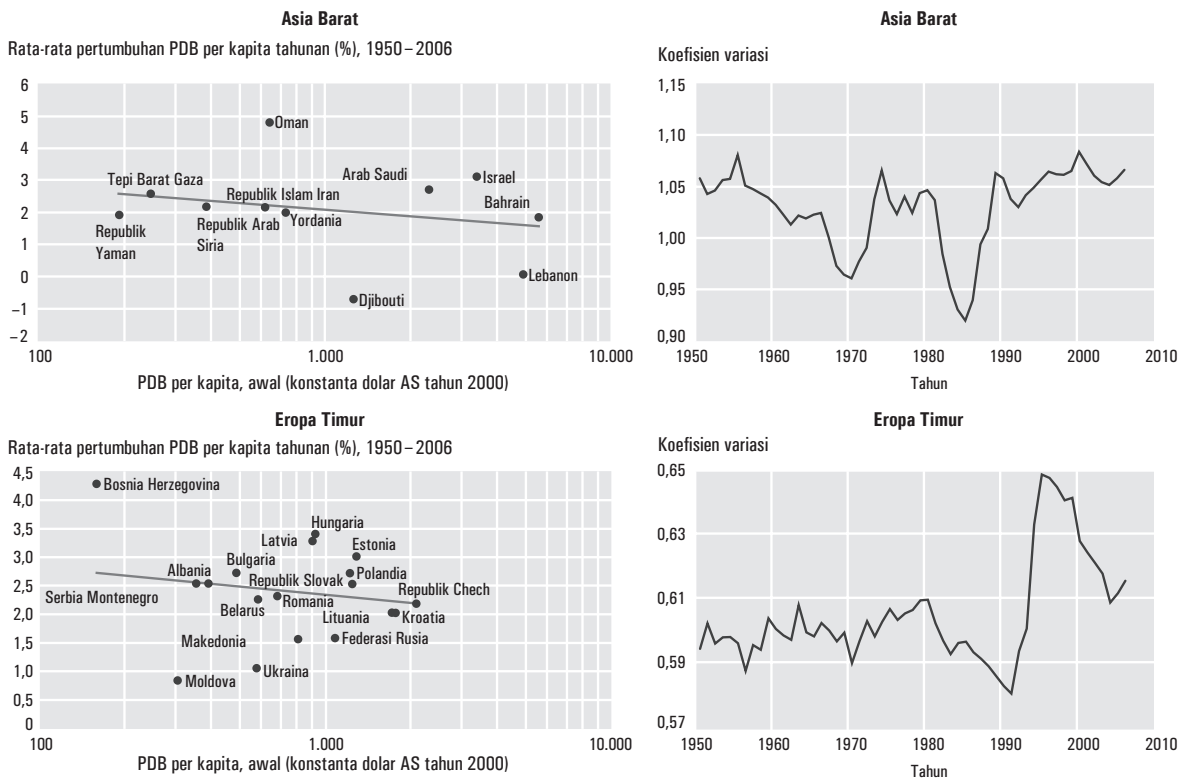 Asia Barat
Rata-rata pertumbuhan PDB per kapita tahunan (%), 1950–2006
6
5
4
3
2
1
0
–1
–2
Oman
Tepi Barat Gaza
Republik Islam Iran
Arab Saudi
Israel
Bahrain
Republik
Yaman
Republik Arab
Siria
Yordania
Lebanon
Djibouti
100
1.000
10.000
PDB per kapita, awal (konstanta dolar AS tahun 2000)
Asia Barat
Koefisien variasi
1,15
1,10
1,05
1,00
0,95
0,90
1950
1960
1970
1980
1990
2000
2010
Tahun
Eropa Timur
Rata-rata pertumbuhan PDB per kapita tahunan (%), 1950–2006
4,5
4,0
3,5
3,0
2,5
2,0
1,5
1,0
0,5
0
Bosnia Herzegovina
Hungaria
Latvia
Estonia
Bulgaria
Albania
Republik Slovak
Polandia
Republik Chech
Serbia Montenegro
Belarus
Romania
Lituania
Kroatia
Makedonia
Federasi Rusia
Ukraina
Moldova
100
1.000
10.000
PDB per kapita, awal (konstanta dolar AS tahun 2000)
Eropa Timur
Koefisien variasi
0,65
0,63
0,61
0,59
0,57
1950
1960
1970
1980
1990
2000
2010
Tahun